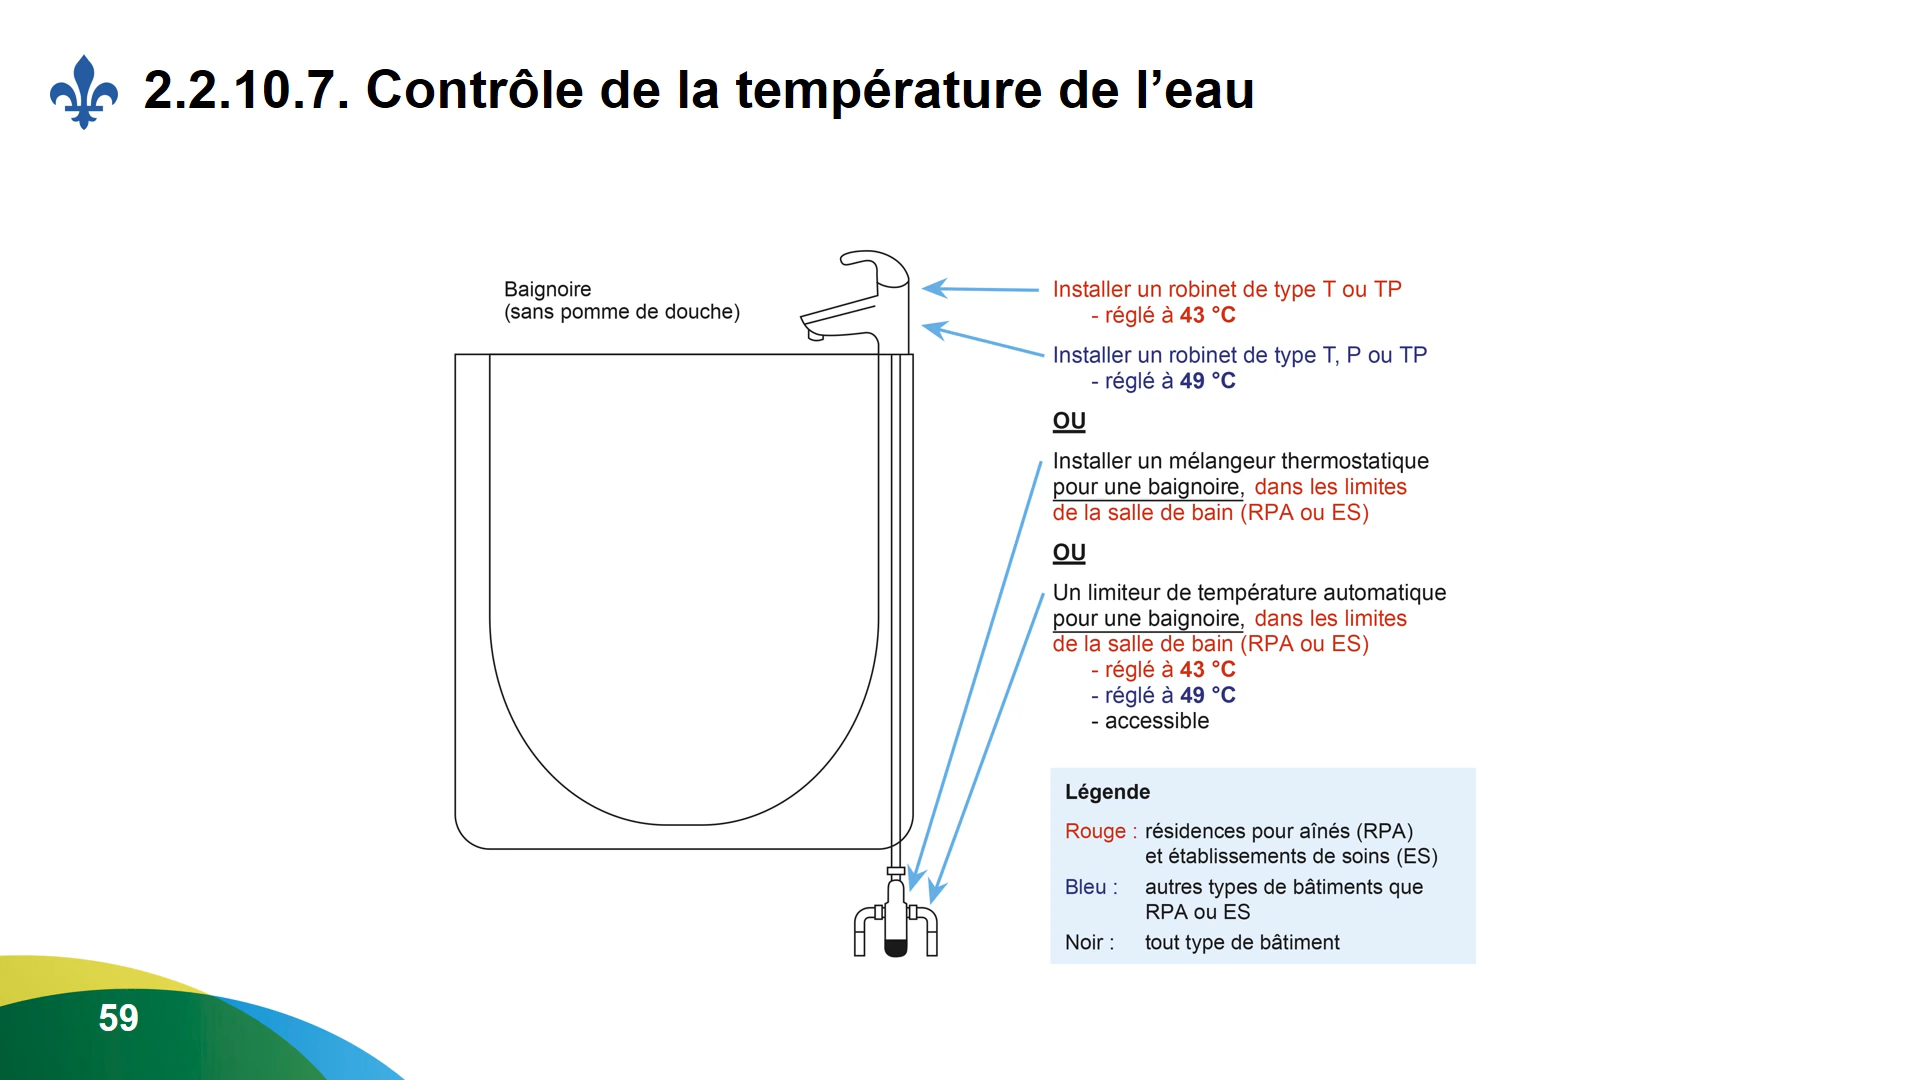 2.2.10.7. Contrôle de la température de l’eau
Baignoire
(sans pomme de douche)
Installer un robinet de type T ou TP
- réglé à 43 °C
Installer un robinet de type T, P ou TP
- réglé à 49 °C
OU
Installer un mélangeur thermostatique
pour une baignoire, dans les limites
de la salle de bain (RPA ou ES)
OU
Un limiteur de température automatique
pour une baignoire, dans les limites
de la salle de bain (RPA ou ES)
- réglé à 43 °C
- réglé à 49 °C
- accessible
Légende
Rouge : résidences pour aînés (RPA)
et établissements de soins (ES)
Bleu : autres types de bâtiments que
RPA ou ES
Noir : tout type de bâtiment
59